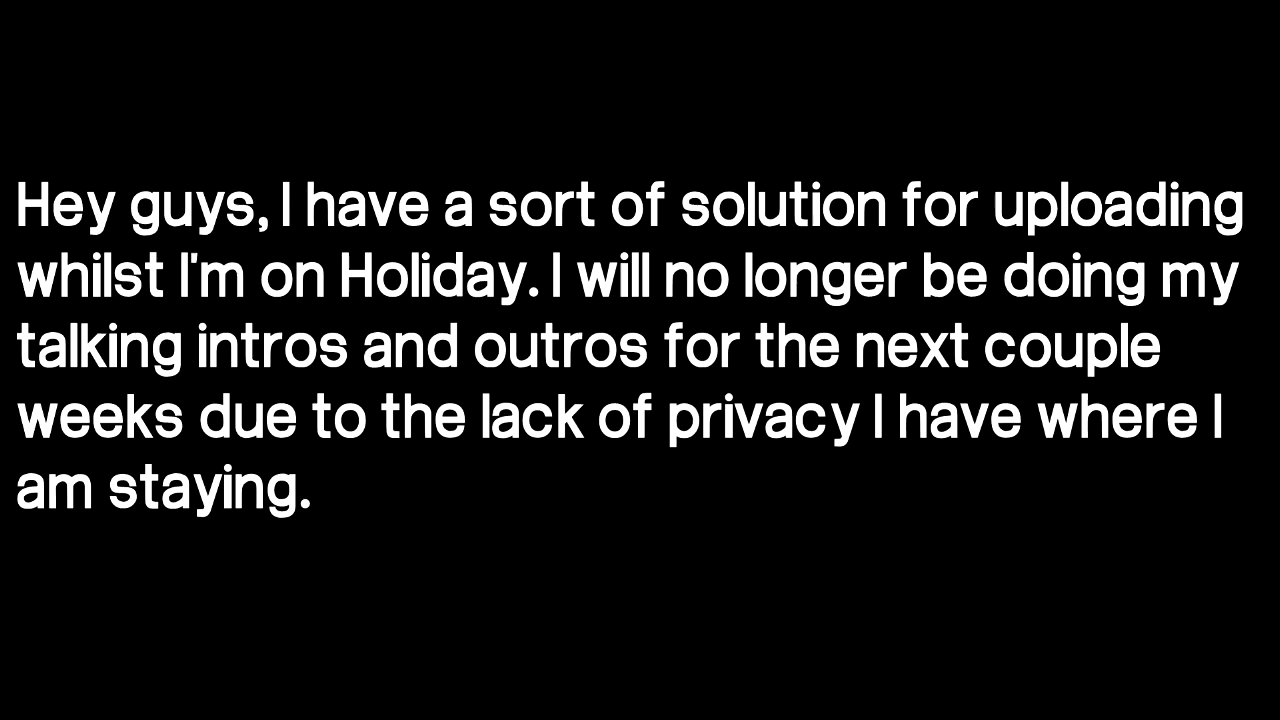 Hey guys, I have a sort of solution for uploading
whilst I'm on Holiday. I will no longer be doing my
talking intros and outros for the next couple
weeks due to the lack of privacy I have where I
am staying.